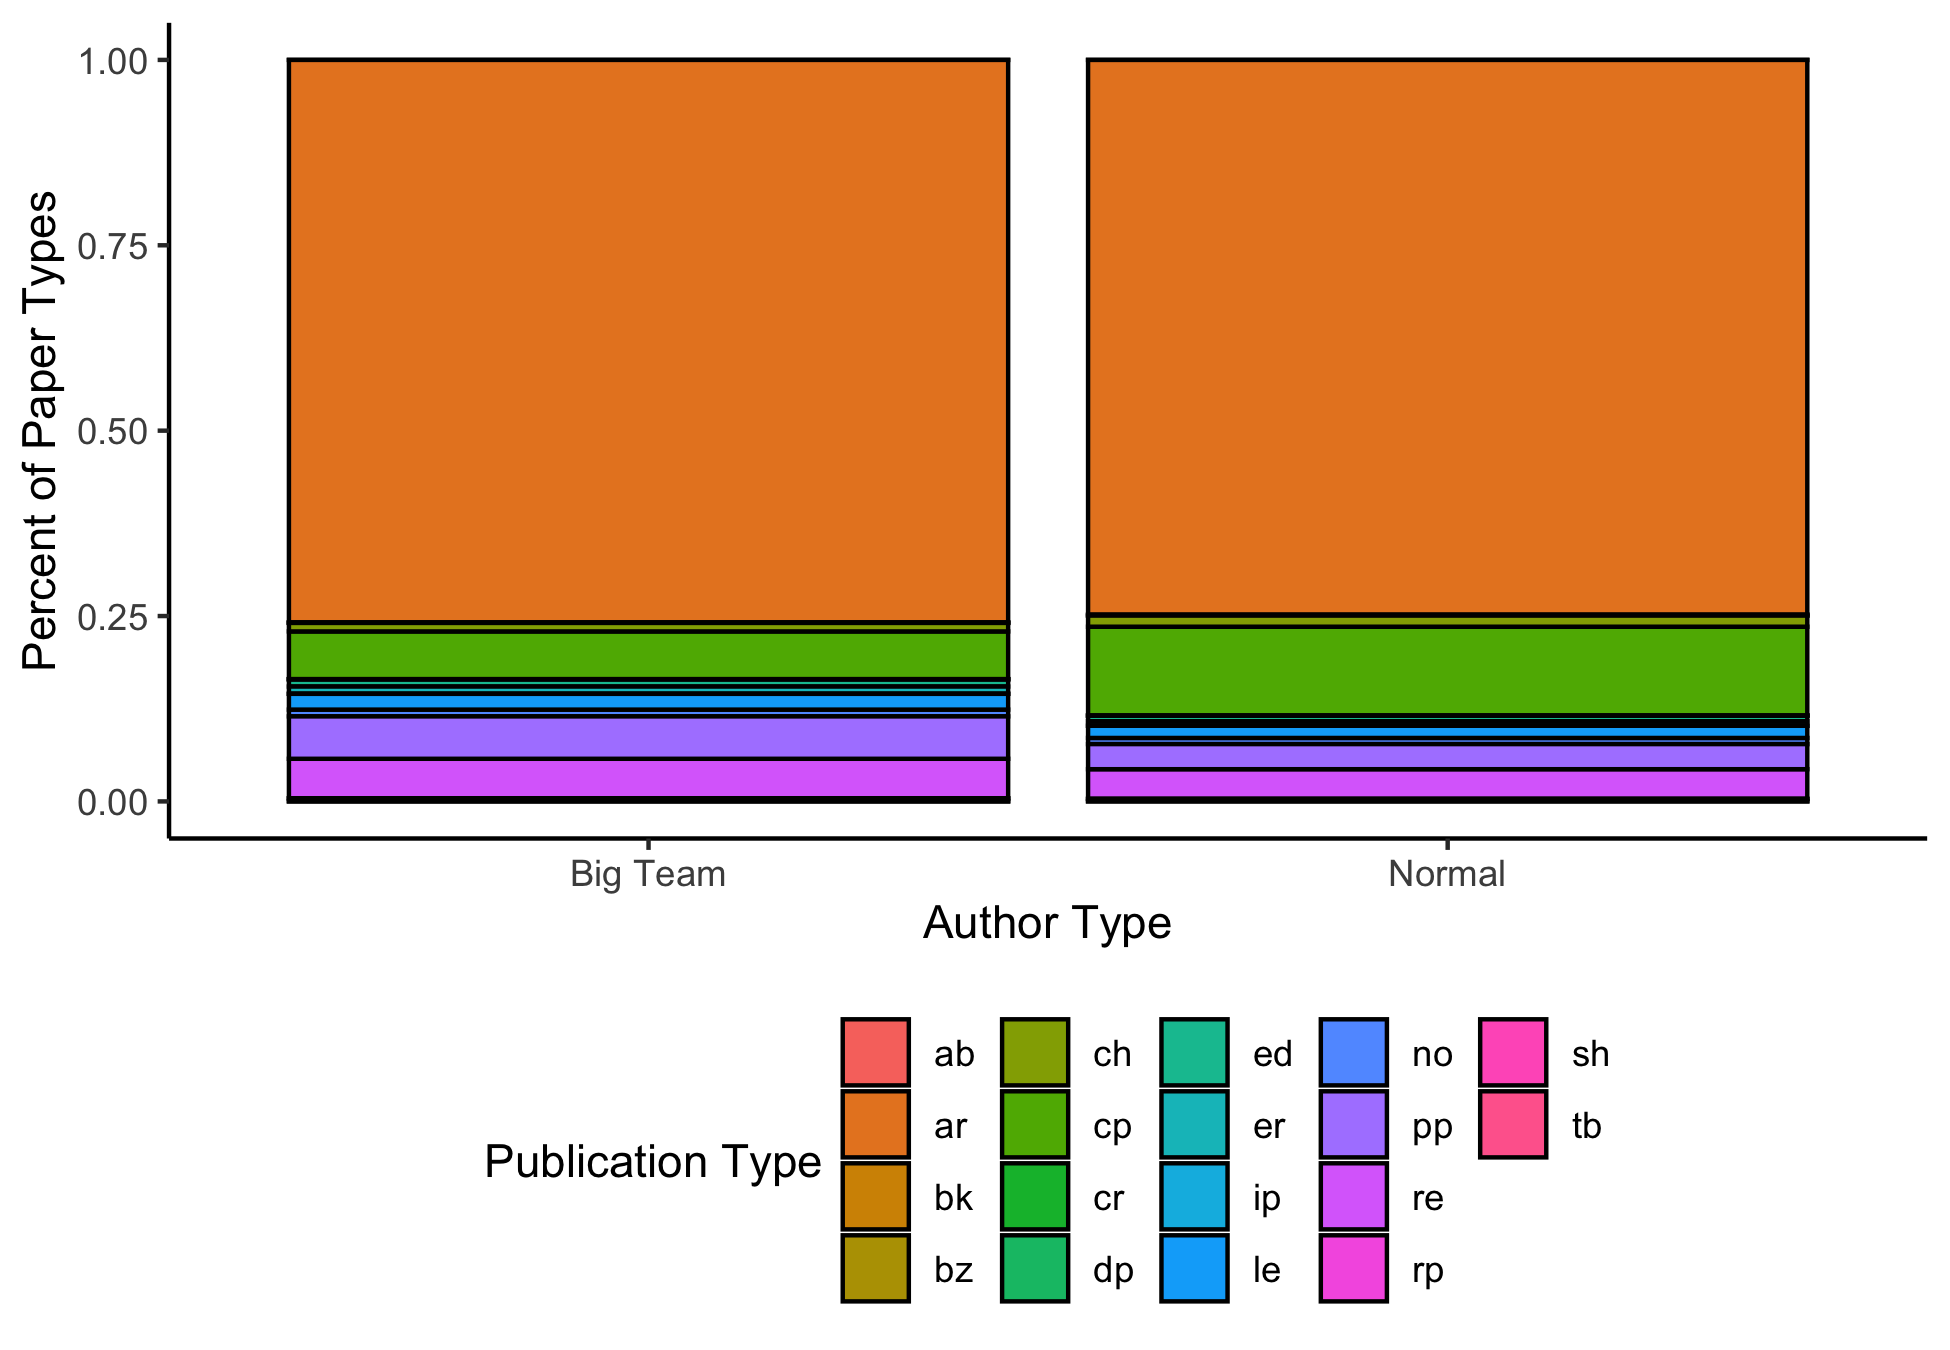 Percent of Paper Types
1.00
0.75
0.50
0.25
0.00
Big Team Normal
Author Type
Publication Type
ab ch ed no sh
ar cp er pp tb
bk cr ip re
bz dp le rp